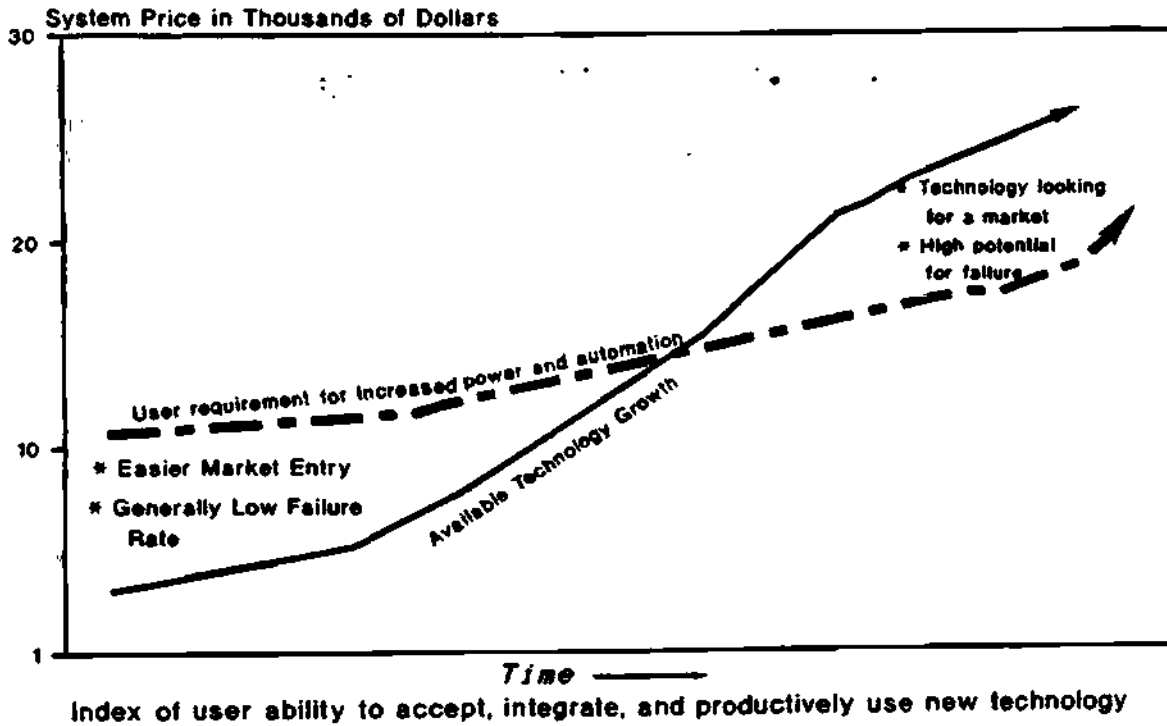 System Price in Thousands of Dollars
30
20
10
1
* Technology looking
for a market
* High potential
for failure
User requirement for increased power and automation
Available Technology Growth
* Easier Market Entry
* Generally Low Failure
Rate
Time
Index of user ability to accept, integrate, and productively use new technology